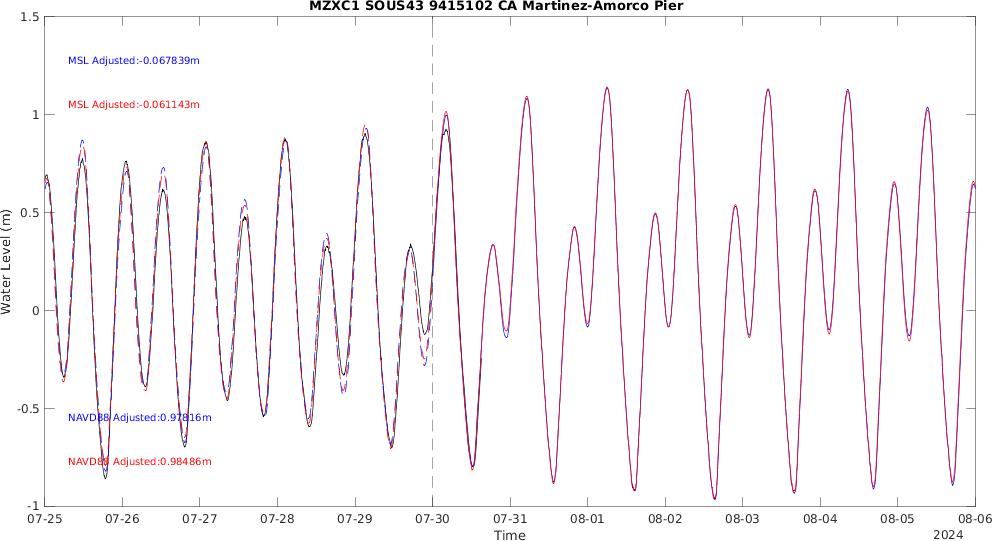 MZXC1 SOUS43 9415102 CA Martinez-Amorco Pier
1.5
MSL Adjusted:-0.067839m
MSL Adjusted:-0.061143m
1
0.5
Water Level (m)
0
-0.5
NAVD88 Adjusted:0.97816m
NAVD88 Adjusted:0.98486m
-1
07-25 07-26 07-27 07-28 07-29 07-30 07-31 08-01 08-02 08-03 08-04 08-05 08-06
Time
2024